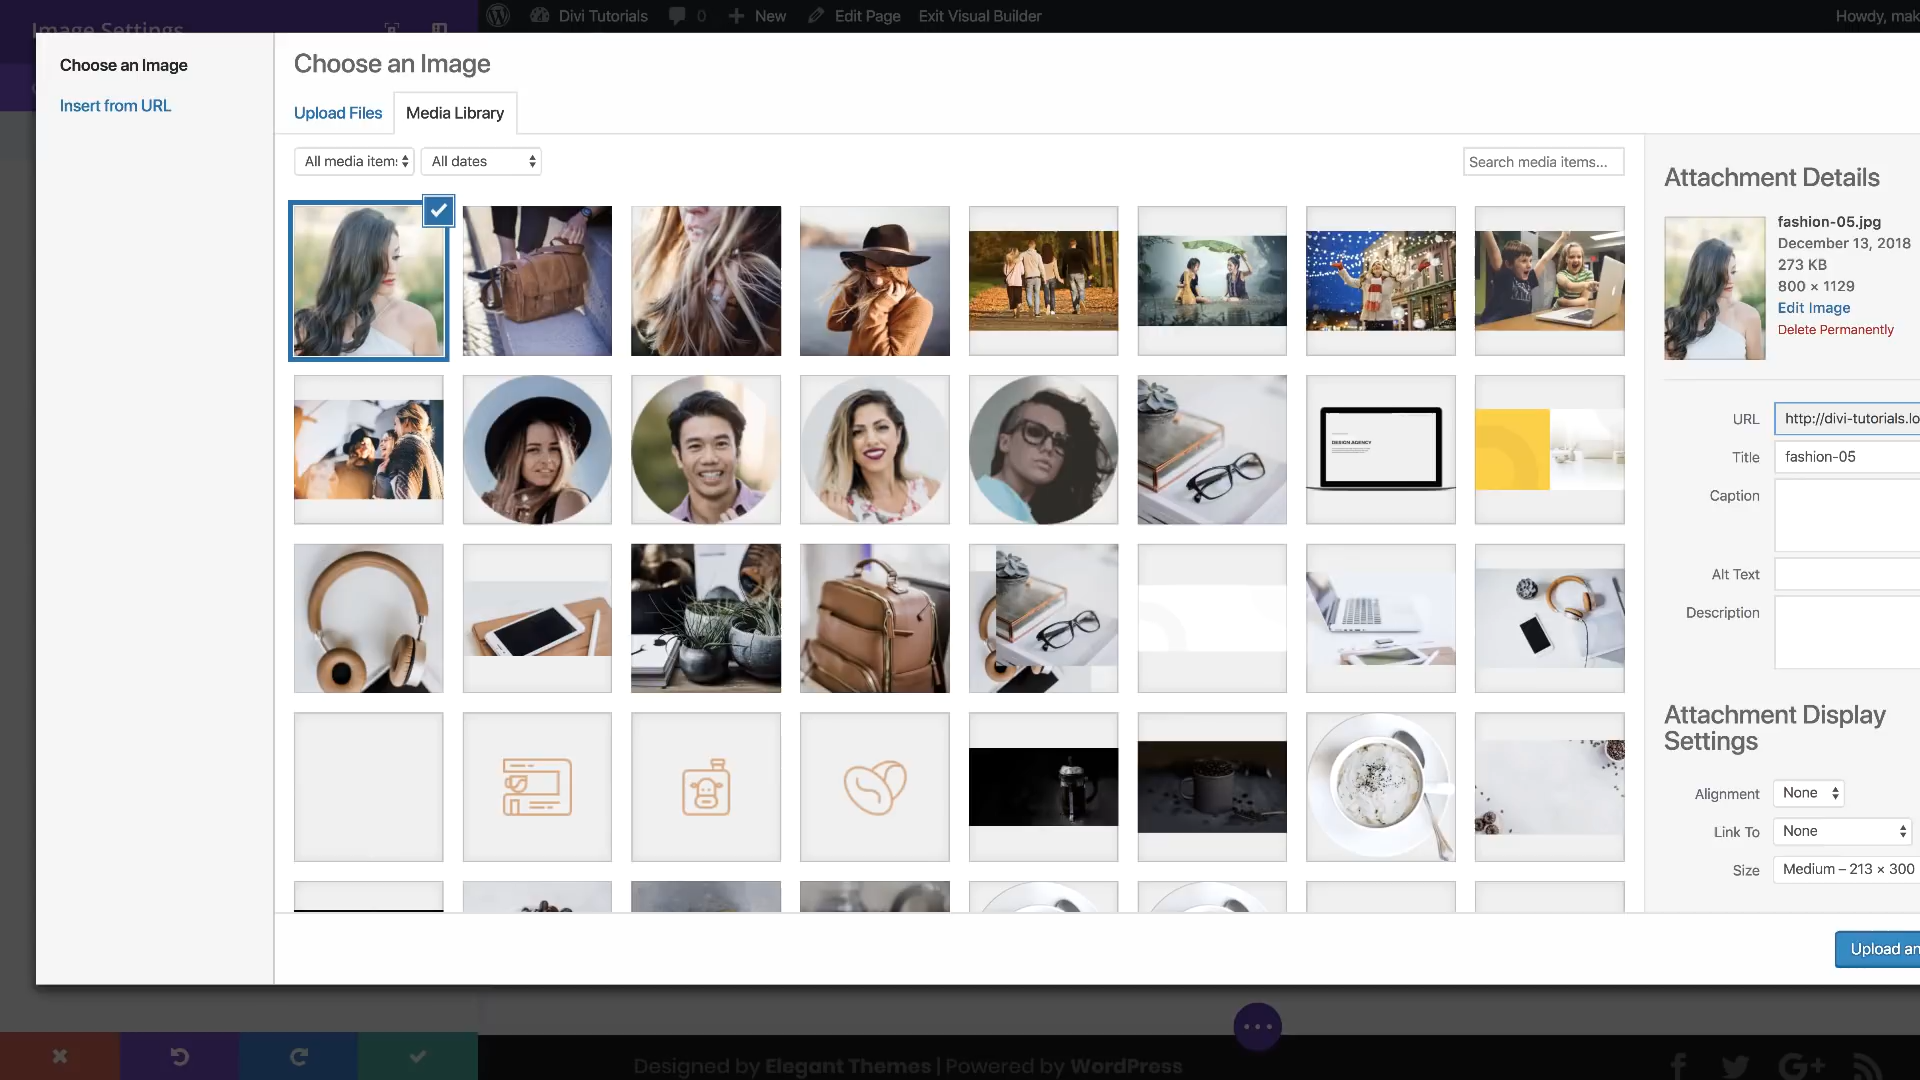 Image Settings
Divi Tutorials 0 New Edit Page Exit Visual Builder Howdy, mak
Choose an Image
Insert from URL
Choose an Image
Upload Files Media Library
All media item All dates Search media items...
Attachment Details
fashion-05.jpg
December 13, 2018
273 KB
800 × 1129
Edit Image
Delete Permanently
URL http://divi-tutorials.lo
Title fashion-05
Caption
Alt Text
Description
DESIGN AGENCY
Attachment Display
Settings
Alignment None
Link To None
Size Medium – 213 × 300
Upload an
Designed by Elegant Themes | Powered by WordPress